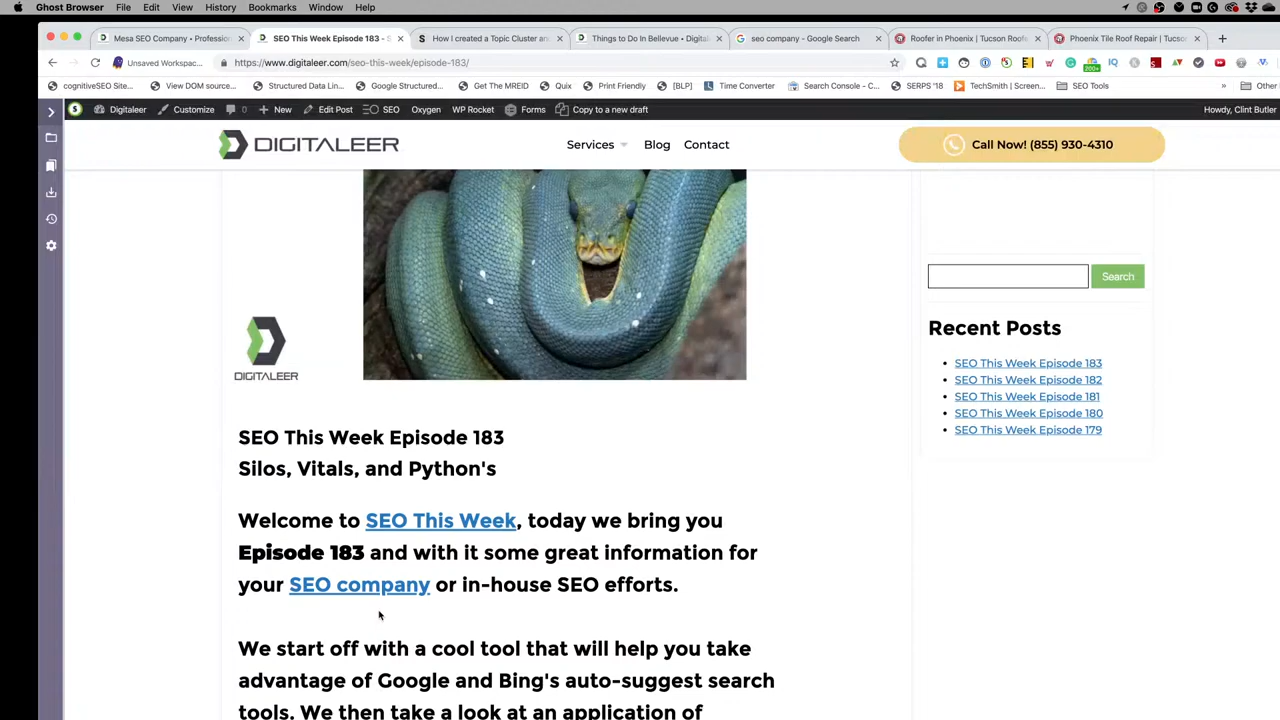 Ghost Browser File Edit View History Bookmarks Window Help
Mesa SEO Company • Profession
SEO This Week Episode 183 - S
How I created a Topic Cluster an
Things to Do In Bellevue • Digital
seo company - Google Search
Roofer in Phoenix | Tucson Roofe
Phoenix Tile Roof Repair | Tucso
Unsaved Workspac...
https://www.digitaleer.com/seo-this-week/episode-183/
cognitiveSEO Site...
View DOM source...
Structured Data Lin...
Google Structured...
Get The MREID
Quix
Print Friendly
[BLP]
Time Converter
Search Console - C...
SERPS '18
TechSmith | Screen...
SEO Tools
»
Other
Digitaleer Customize 0 New Edit Post SEO Oxygen WP Rocket Forms Copy to a new draft
Howdy, Clint Butler
DIGITALEER
Services Blog Contact
Call Now! (855) 930-4310
DIGITALEER
Search
Recent Posts
SEO This Week Episode 183
SEO This Week Episode 182
SEO This Week Episode 181
SEO This Week Episode 180
SEO This Week Episode 179
SEO This Week Episode 183
Silos, Vitals, and Python's
Welcome to SEO This Week, today we bring you
Episode 183 and with it some great information for
your SEO company or in-house SEO efforts.
We start off with a cool tool that will help you take
advantage of Google and Bing's auto-suggest search
tools. We then take a look at an application of